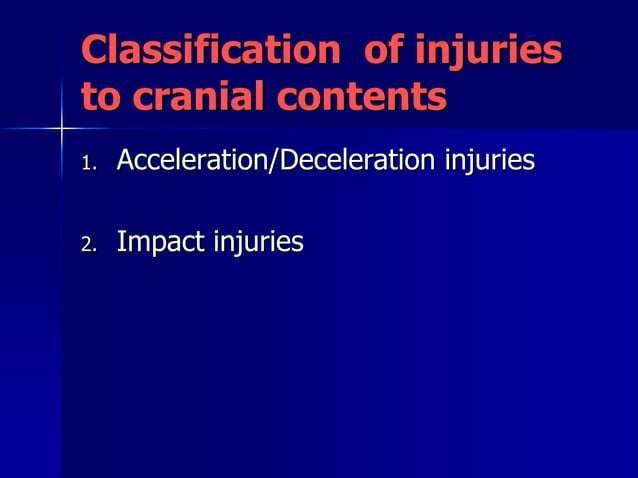 Classification  of injuries
to cranial contents
1. Acceleration/Deceleration injuries
2. Impact injuries